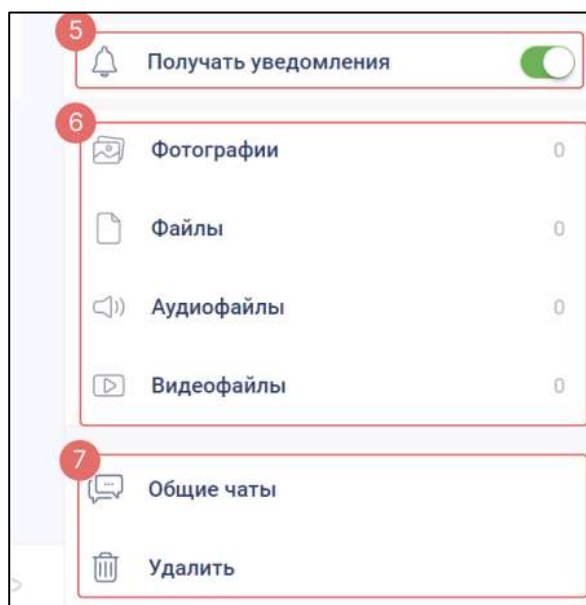 5
Получать уведомления
6
Фотографии 0
Файлы 0
Аудиофайлы 0
Видеофайлы 0
7
Общие чаты
Удалить